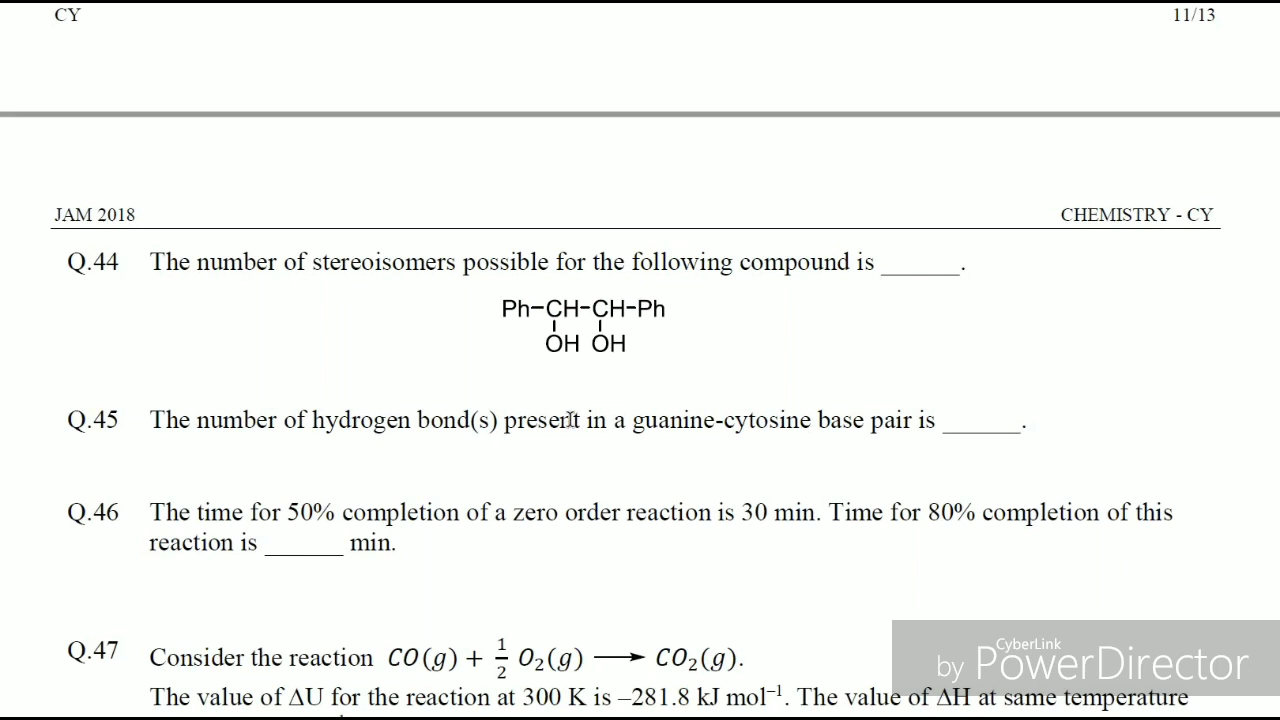 CY 11/13
JAM 2018 CHEMISTRY - CY
Q.44 The number of stereoisomers possible for the following compound is ______.
Ph–CH–CH–Ph
OH OH
Q.45 The number of hydrogen bond(s) present in a guanine-cytosine base pair is ______.
Q.46 The time for 50% completion of a zero order reaction is 30 min. Time for 80% completion of this
reaction is ______ min.
Q.47 Consider the reaction CO(g) + ½ O₂(g) ⟶ CO₂(g).
The value of ΔU for the reaction at 300 K is –281.8 kJ mol⁻¹. The value of ΔH at same temperature
CyberLink
by PowerDirector